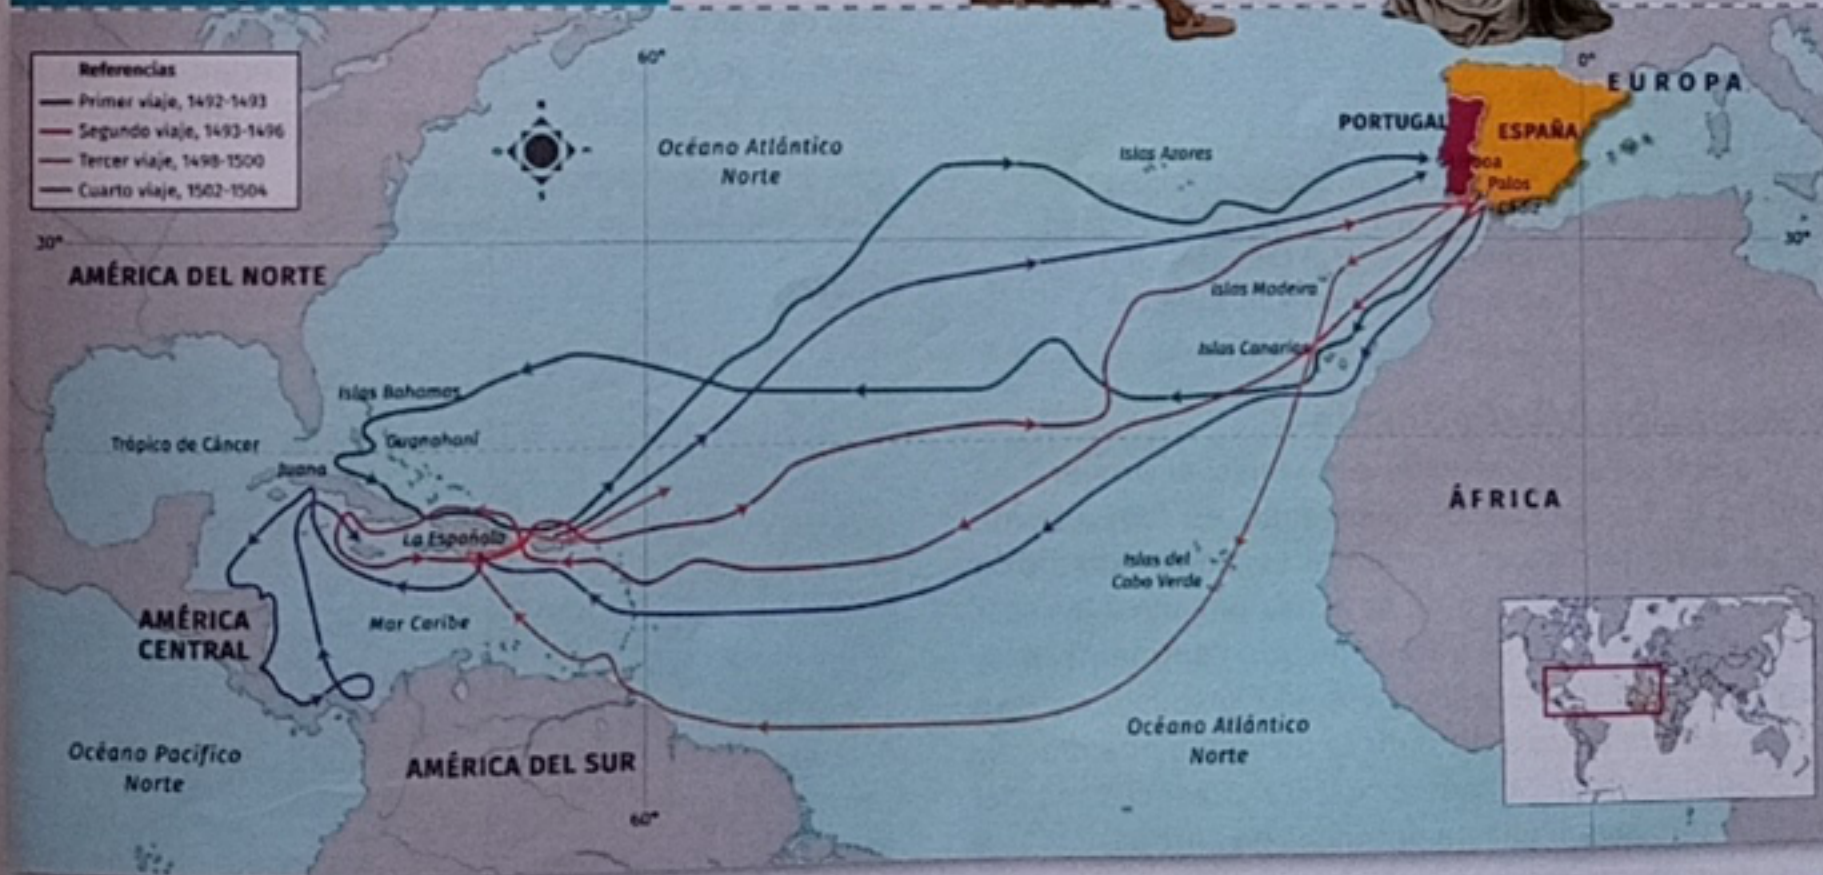 Referencias
Primer viaje, 1492-1493
Segundo viaje, 1493-1496
Tercer viaje, 1498-1500
Cuarto viaje, 1502-1504
60°
0°
EUROPA
PORTUGAL
ESPAÑA
Océano Atlántico
Norte
Islas Azores
Palos
30°
30°
AMÉRICA DEL NORTE
Islas Madeira
Islas Canarias
Islas Bahamas
Guanahaní
Trópico de Cáncer
Juana
ÁFRICA
La Española
Islas del
Cabo Verde
AMÉRICA
CENTRAL
Mar Caribe
Océano Pacífico
Norte
AMÉRICA DEL SUR
Océano Atlántico
Norte
60°